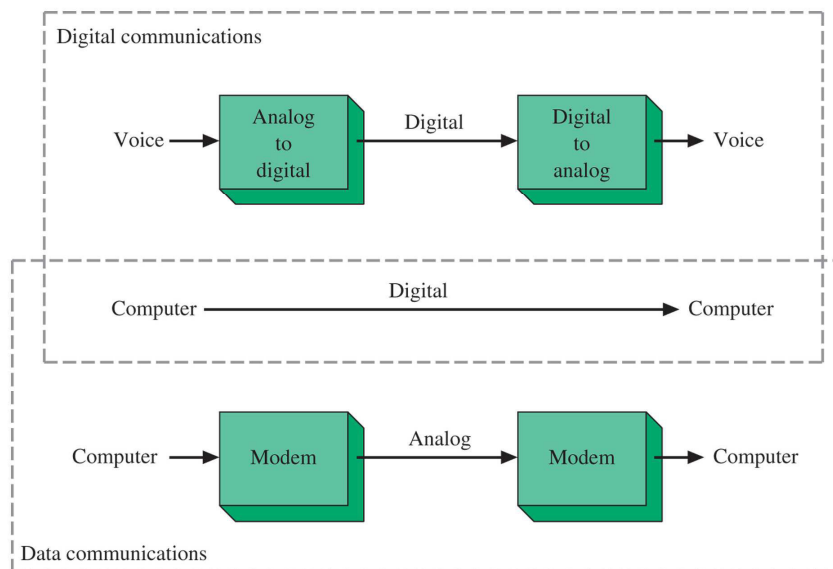 Digital communications
Voice
Analog
to
digital
Digital
Digital
to
analog
Voice
Computer
Digital
Computer
Computer
Modem
Analog
Modem
Computer
Data communications